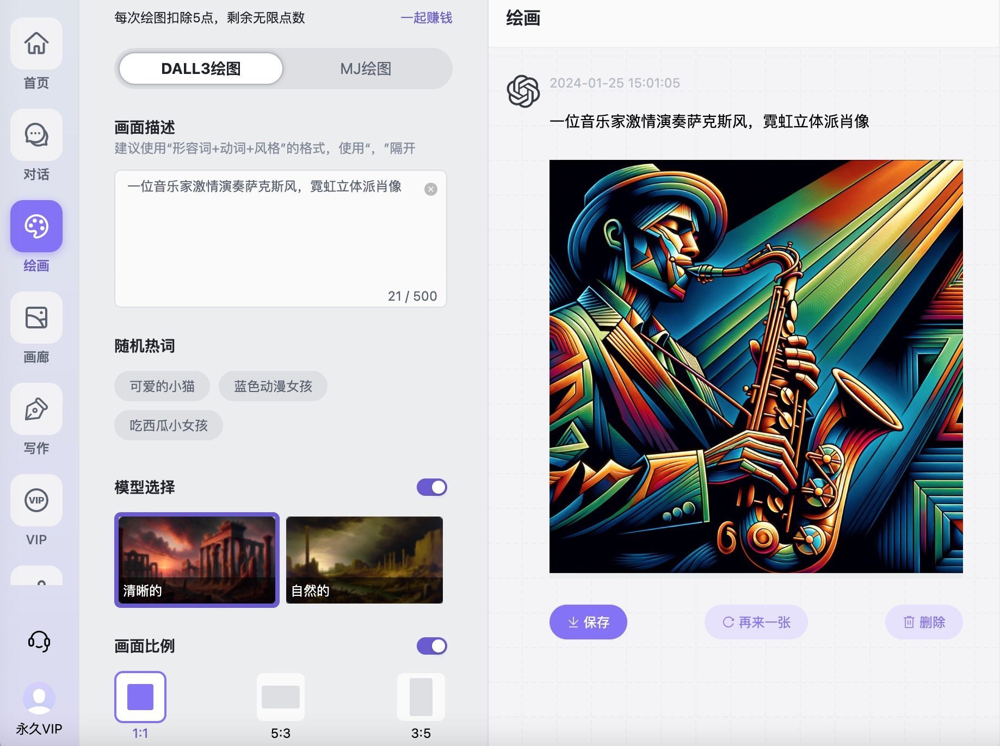 首页
对话
绘画
画廊
写作
VIP
VIP
永久VIP
每次绘图扣除5点，剩余无限点数
一起赚钱
DALL3绘图
MJ绘图
画面描述
建议使用“形容词+动词+风格”的格式，使用“，”隔开
一位音乐家激情演奏萨克斯风，霓虹立体派肖像
21 / 500
随机热词
可爱的小猫
蓝色动漫女孩
吃西瓜小女孩
模型选择
清晰的
自然的
画面比例
1:1
5:3
3:5
绘画
2024-01-25 15:01:05
一位音乐家激情演奏萨克斯风，霓虹立体派肖像
保存
再来一张
删除